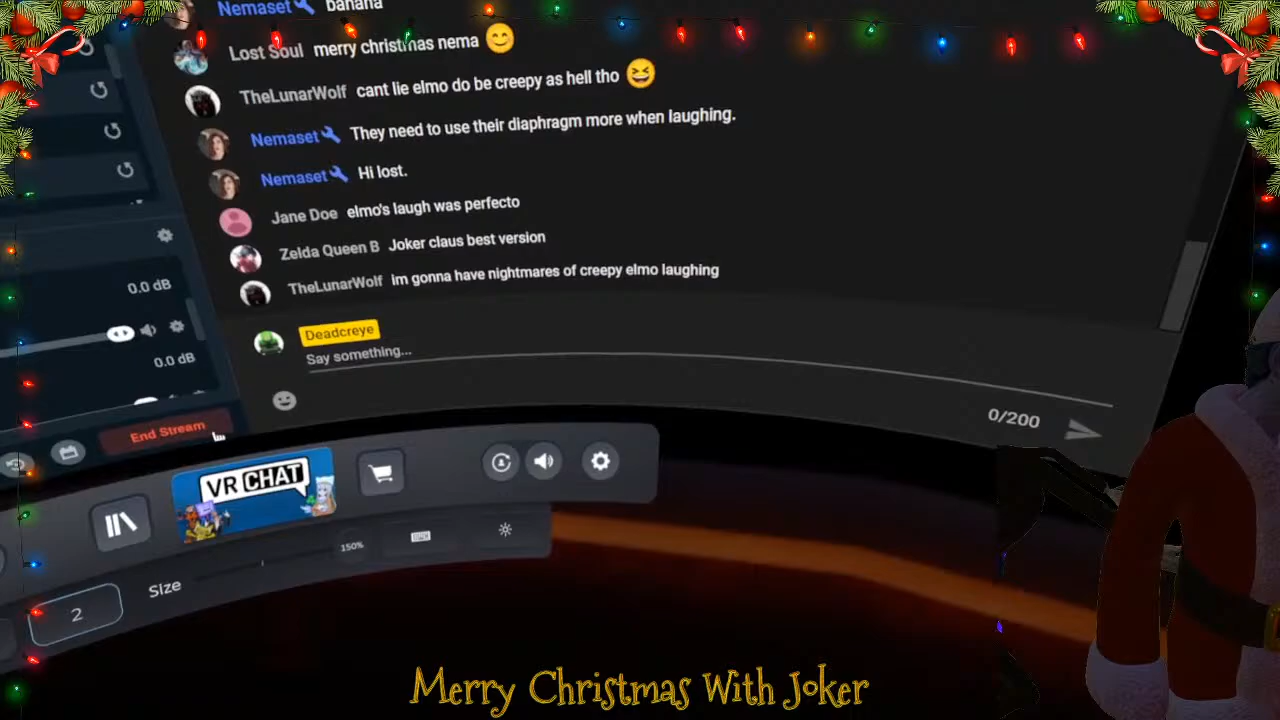 Nemaset banana
Lost Soul merry christmas nema
TheLunarWolf cant lie elmo do be creepy as hell tho
Nemaset They need to use their diaphragm more when laughing.
Nemaset Hi lost.
Jane Doe elmo's laugh was perfecto
Zelda Queen B Joker claus best version
TheLunarWolf im gonna have nightmares of creepy elmo laughing
Deadcreye
Say something...
0/200
0.0 dB
0.0 dB
End Stream
VRCHAT
150%
Size
2
Merry Christmas With Joker